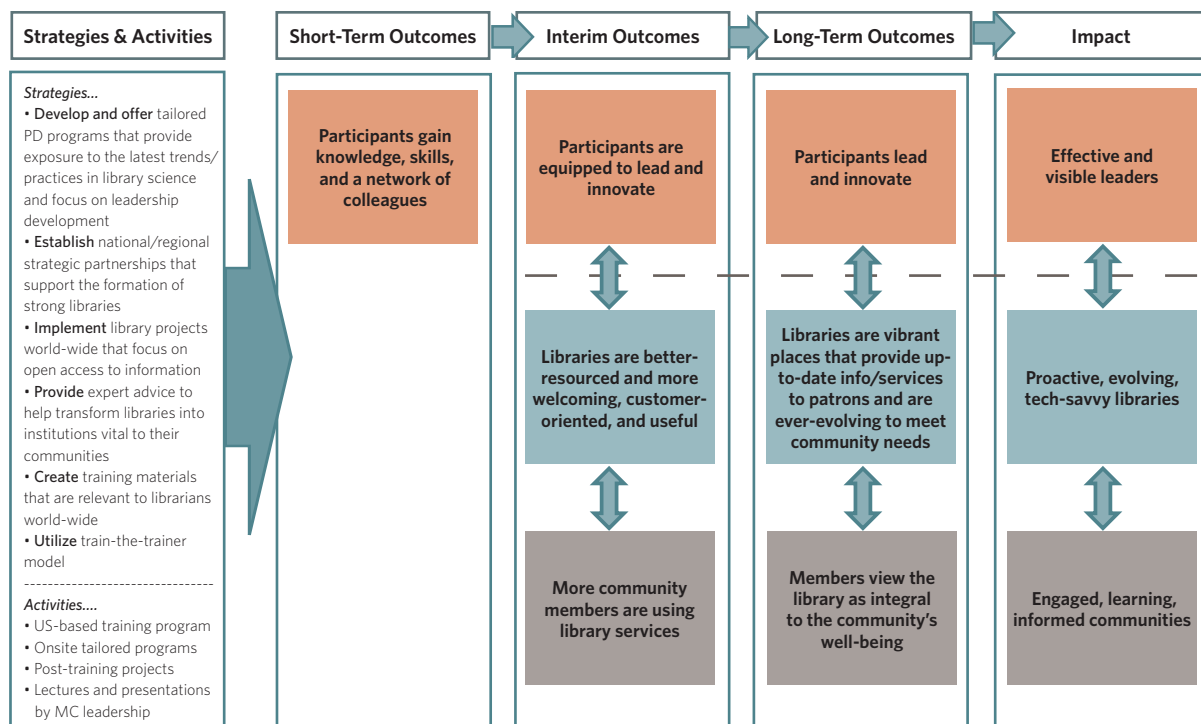 Strategies & Activities
Short-Term Outcomes
Interim Outcomes
Long-Term Outcomes
Impact
Strategies...
• Develop and offer tailored
PD programs that provide
exposure to the latest trends/
practices in library science
and focus on leadership
development
• Establish national/regional
strategic partnerships that
support the formation of
strong libraries
• Implement library projects
world-wide that focus on
open access to information
• Provide expert advice to
help transform libraries into
institutions vital to their
communities
• Create training materials
that are relevant to librarians
world-wide
• Utilize train-the-trainer
model
--------------------------------
Activities....
• US-based training program
• Onsite tailored programs
• Post-training projects
• Lectures and presentations
by MC leadership
Participants gain
knowledge, skills,
and a network of
colleagues
Participants are
equipped to lead and
innovate
Libraries are better-
resourced and more
welcoming, customer-
oriented, and useful
More community
members are using
library services
Participants lead
and innovate
Libraries are vibrant
places that provide up-
to-date info/services
to patrons and are
ever-evolving to meet
community needs
Members view the
library as integral
to the community's
well-being
Effective and
visible leaders
Proactive, evolving,
tech-savvy libraries
Engaged, learning,
informed communities